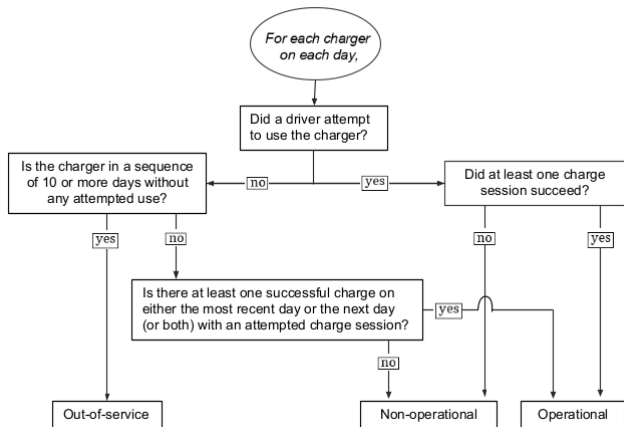 For each charger
on each day,
Did a driver attempt
to use the charger?
Is the charger in a sequence
of 10 or more days without
any attempted use?
no
yes
Did at least one charge
session succeed?
yes
no
no
yes
Is there at least one successful charge on
either the most recent day or the next day
(or both) with an attempted charge session?
yes
no
Out-of-service
Non-operational
Operational